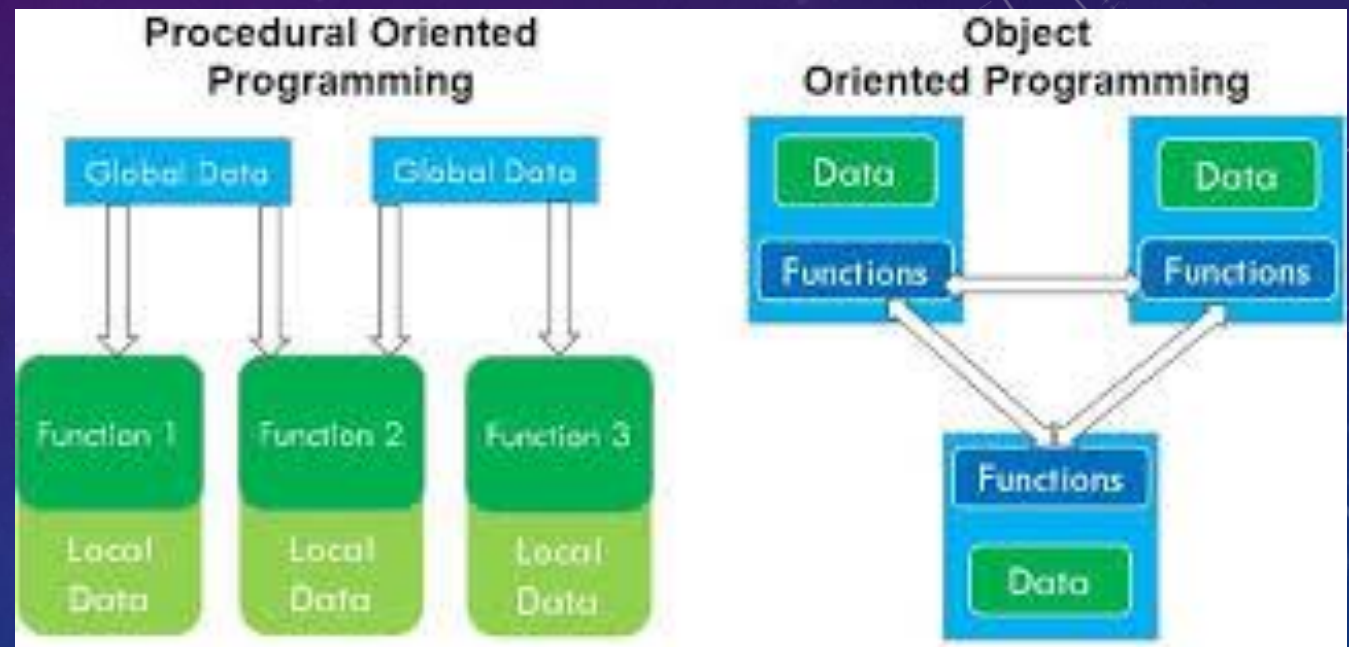 Procedural Oriented
Programming
Global Data
Global Data
Function 1
Function 2
Function 3
Local
Data
Local
Data
Local
Data
Object
Oriented Programming
Data
Data
Functions
Functions
Functions
Data